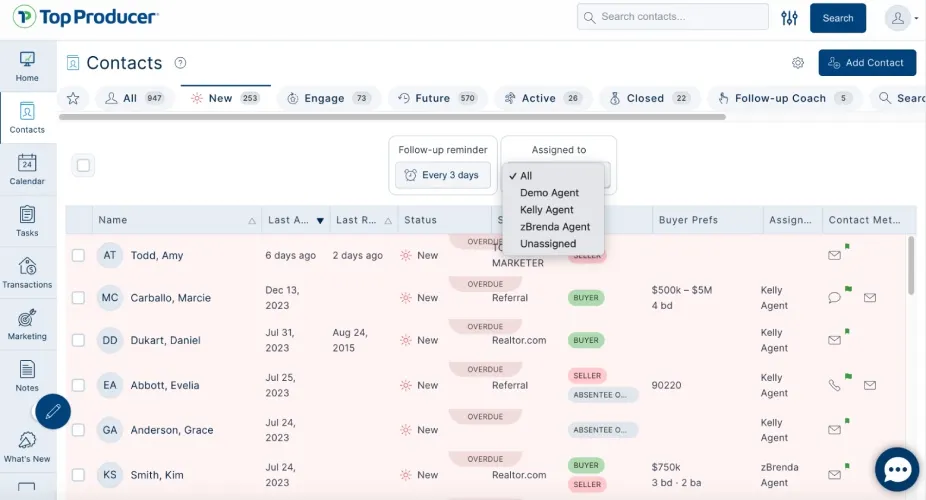 Top Producer®
Search contacts...
Search
Home
Contacts
24
Calendar
Tasks
Transactions
Marketing
Notes
What's New
Contacts ?
Add Contact
All 947
New 253
Engage 73
Future 570
Active 26
Closed 22
Follow-up Coach 5
Sear
Follow-up reminder
Every 3 days
Assigned to
✓ All
Demo Agent
Kelly Agent
zBrenda Agent
Unassigned
Name Last A... Last R... Status S Buyer Prefs Assign... Contact Met...
OVERDUE
AT Todd, Amy 6 days ago 2 days ago New MARKETER SELLER
OVERDUE
MC Carballo, Marcie Dec 13, 2023 New Referral BUYER $500k – $5M Kelly Agent
4 bd
OVERDUE
DD Dukart, Daniel Jul 31, 2023 Aug 24, 2015 New Realtor.com BUYER Kelly Agent
OVERDUE
EA Abbott, Evelia Jul 25, 2023 New Referral SELLER 90220 Kelly Agent
ABSENTEE O...
OVERDUE
GA Anderson, Grace Jul 24, 2023 New ABSENTEE O... Kelly Agent
OVERDUE
KS Smith, Kim Jul 24, 2023 New Realtor.com BUYER $750k zBrenda Agent
SELLER 3 bd · 2 ba